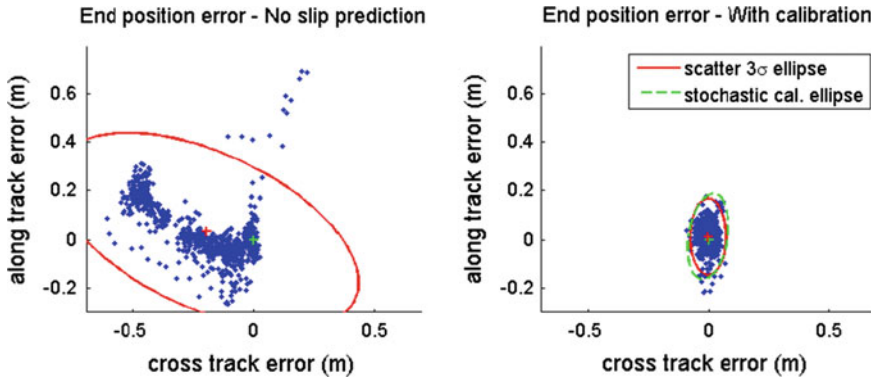 End position error - No slip prediction
along track error (m)
0.6
0.4
0.2
0
-0.2
-0.5
0
0.5
cross track error (m)
End position error - With calibration
along track error (m)
0.6
0.4
0.2
0
-0.2
-0.5
0
0.5
cross track error (m)
scatter 3σ ellipse
stochastic cal. ellipse